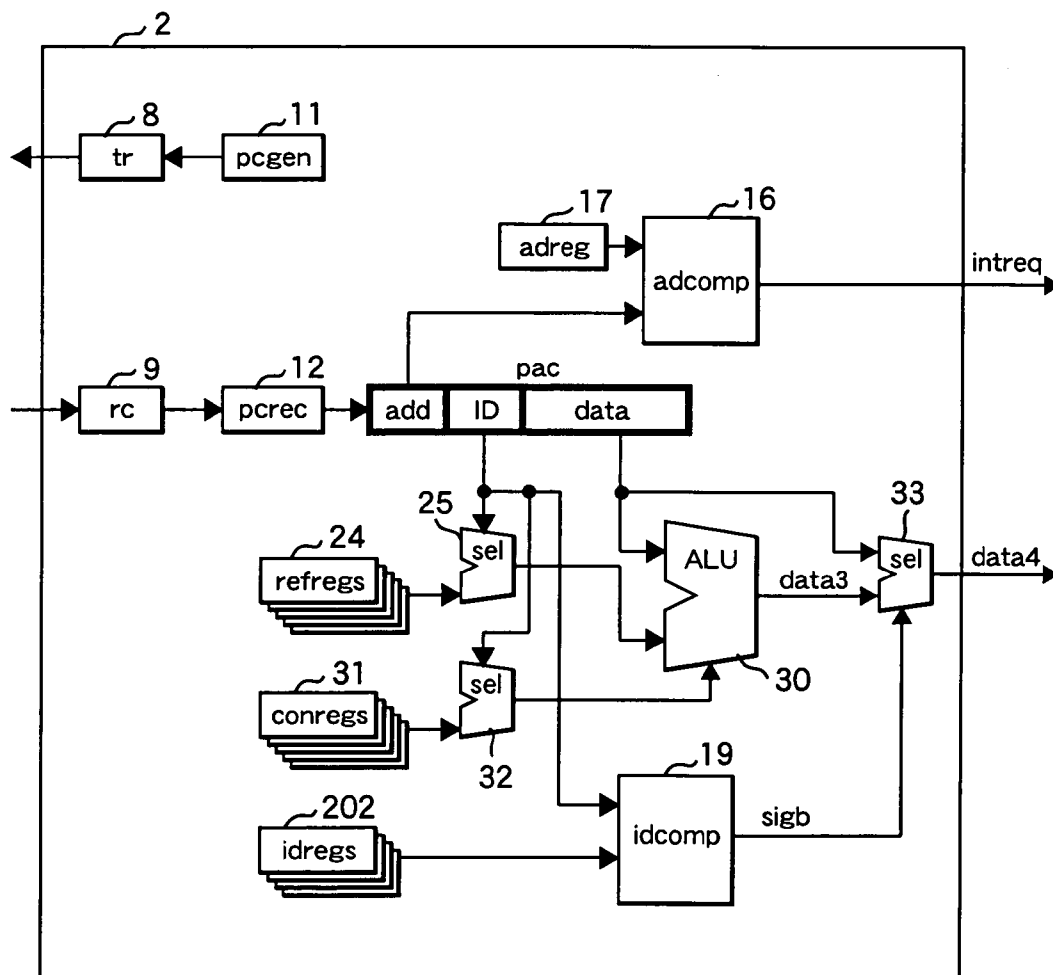 2
8
11
tr
pcgen
17
16
adreg
adcomp
intreq
9
12
pac
rc
pcrec
add
ID
data
25
33
24
sel
ALU
sel
refregs
data3
data4
31
sel
30
conregs
32
19
202
sigb
idregs
idcomp